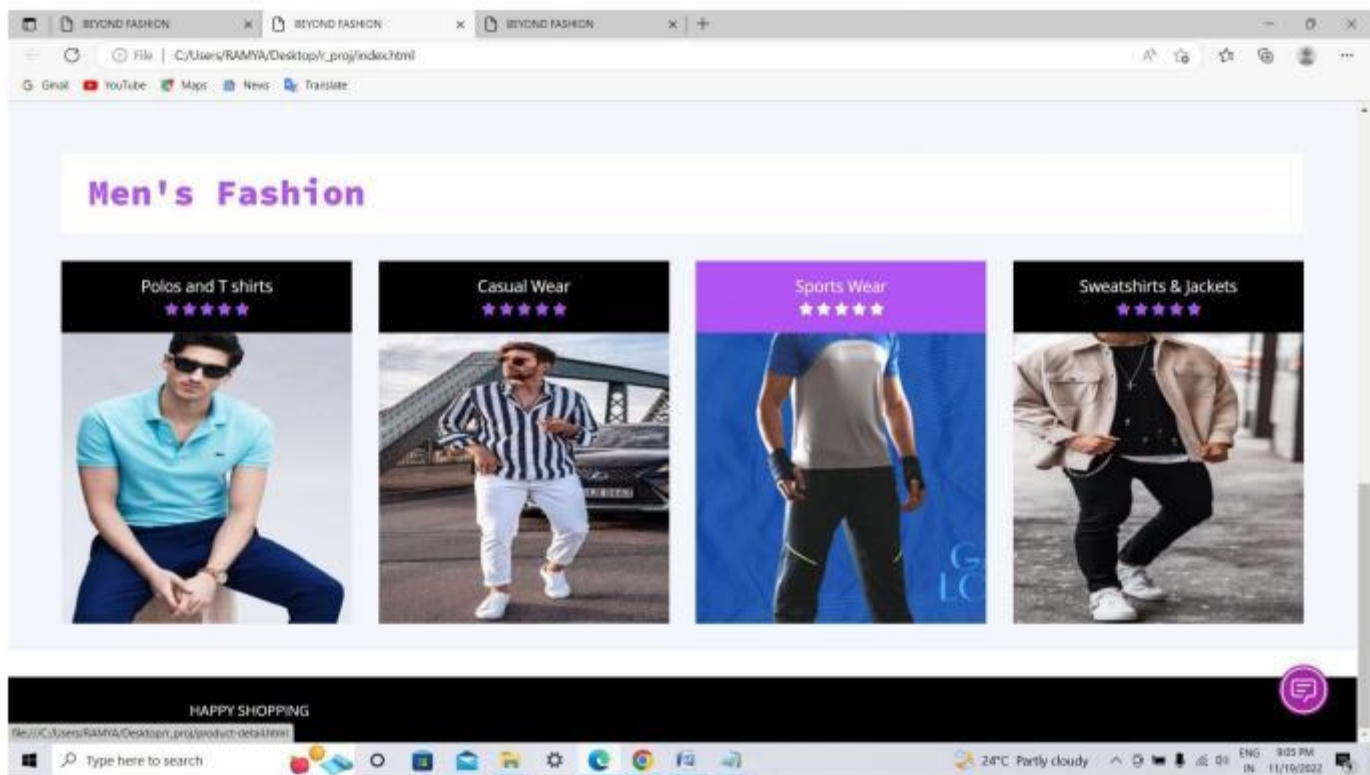 BEYOND FASHION
BEYOND FASHION
BEYOND FASHION
File | C:/Users/RAMYA/Desktop/r_proj/index.html
Gmail YouTube Maps News Translate
Men's Fashion
Polos and T shirts
Casual Wear
Sports Wear
Sweatshirts & Jackets
G
LO
HAPPY SHOPPING
file:///C:/Users/RAMYA/Desktop/r_proj/product-detail.html
Type here to search
24°C Partly cloudy
ENG
IN
9:05 PM
11/19/2022